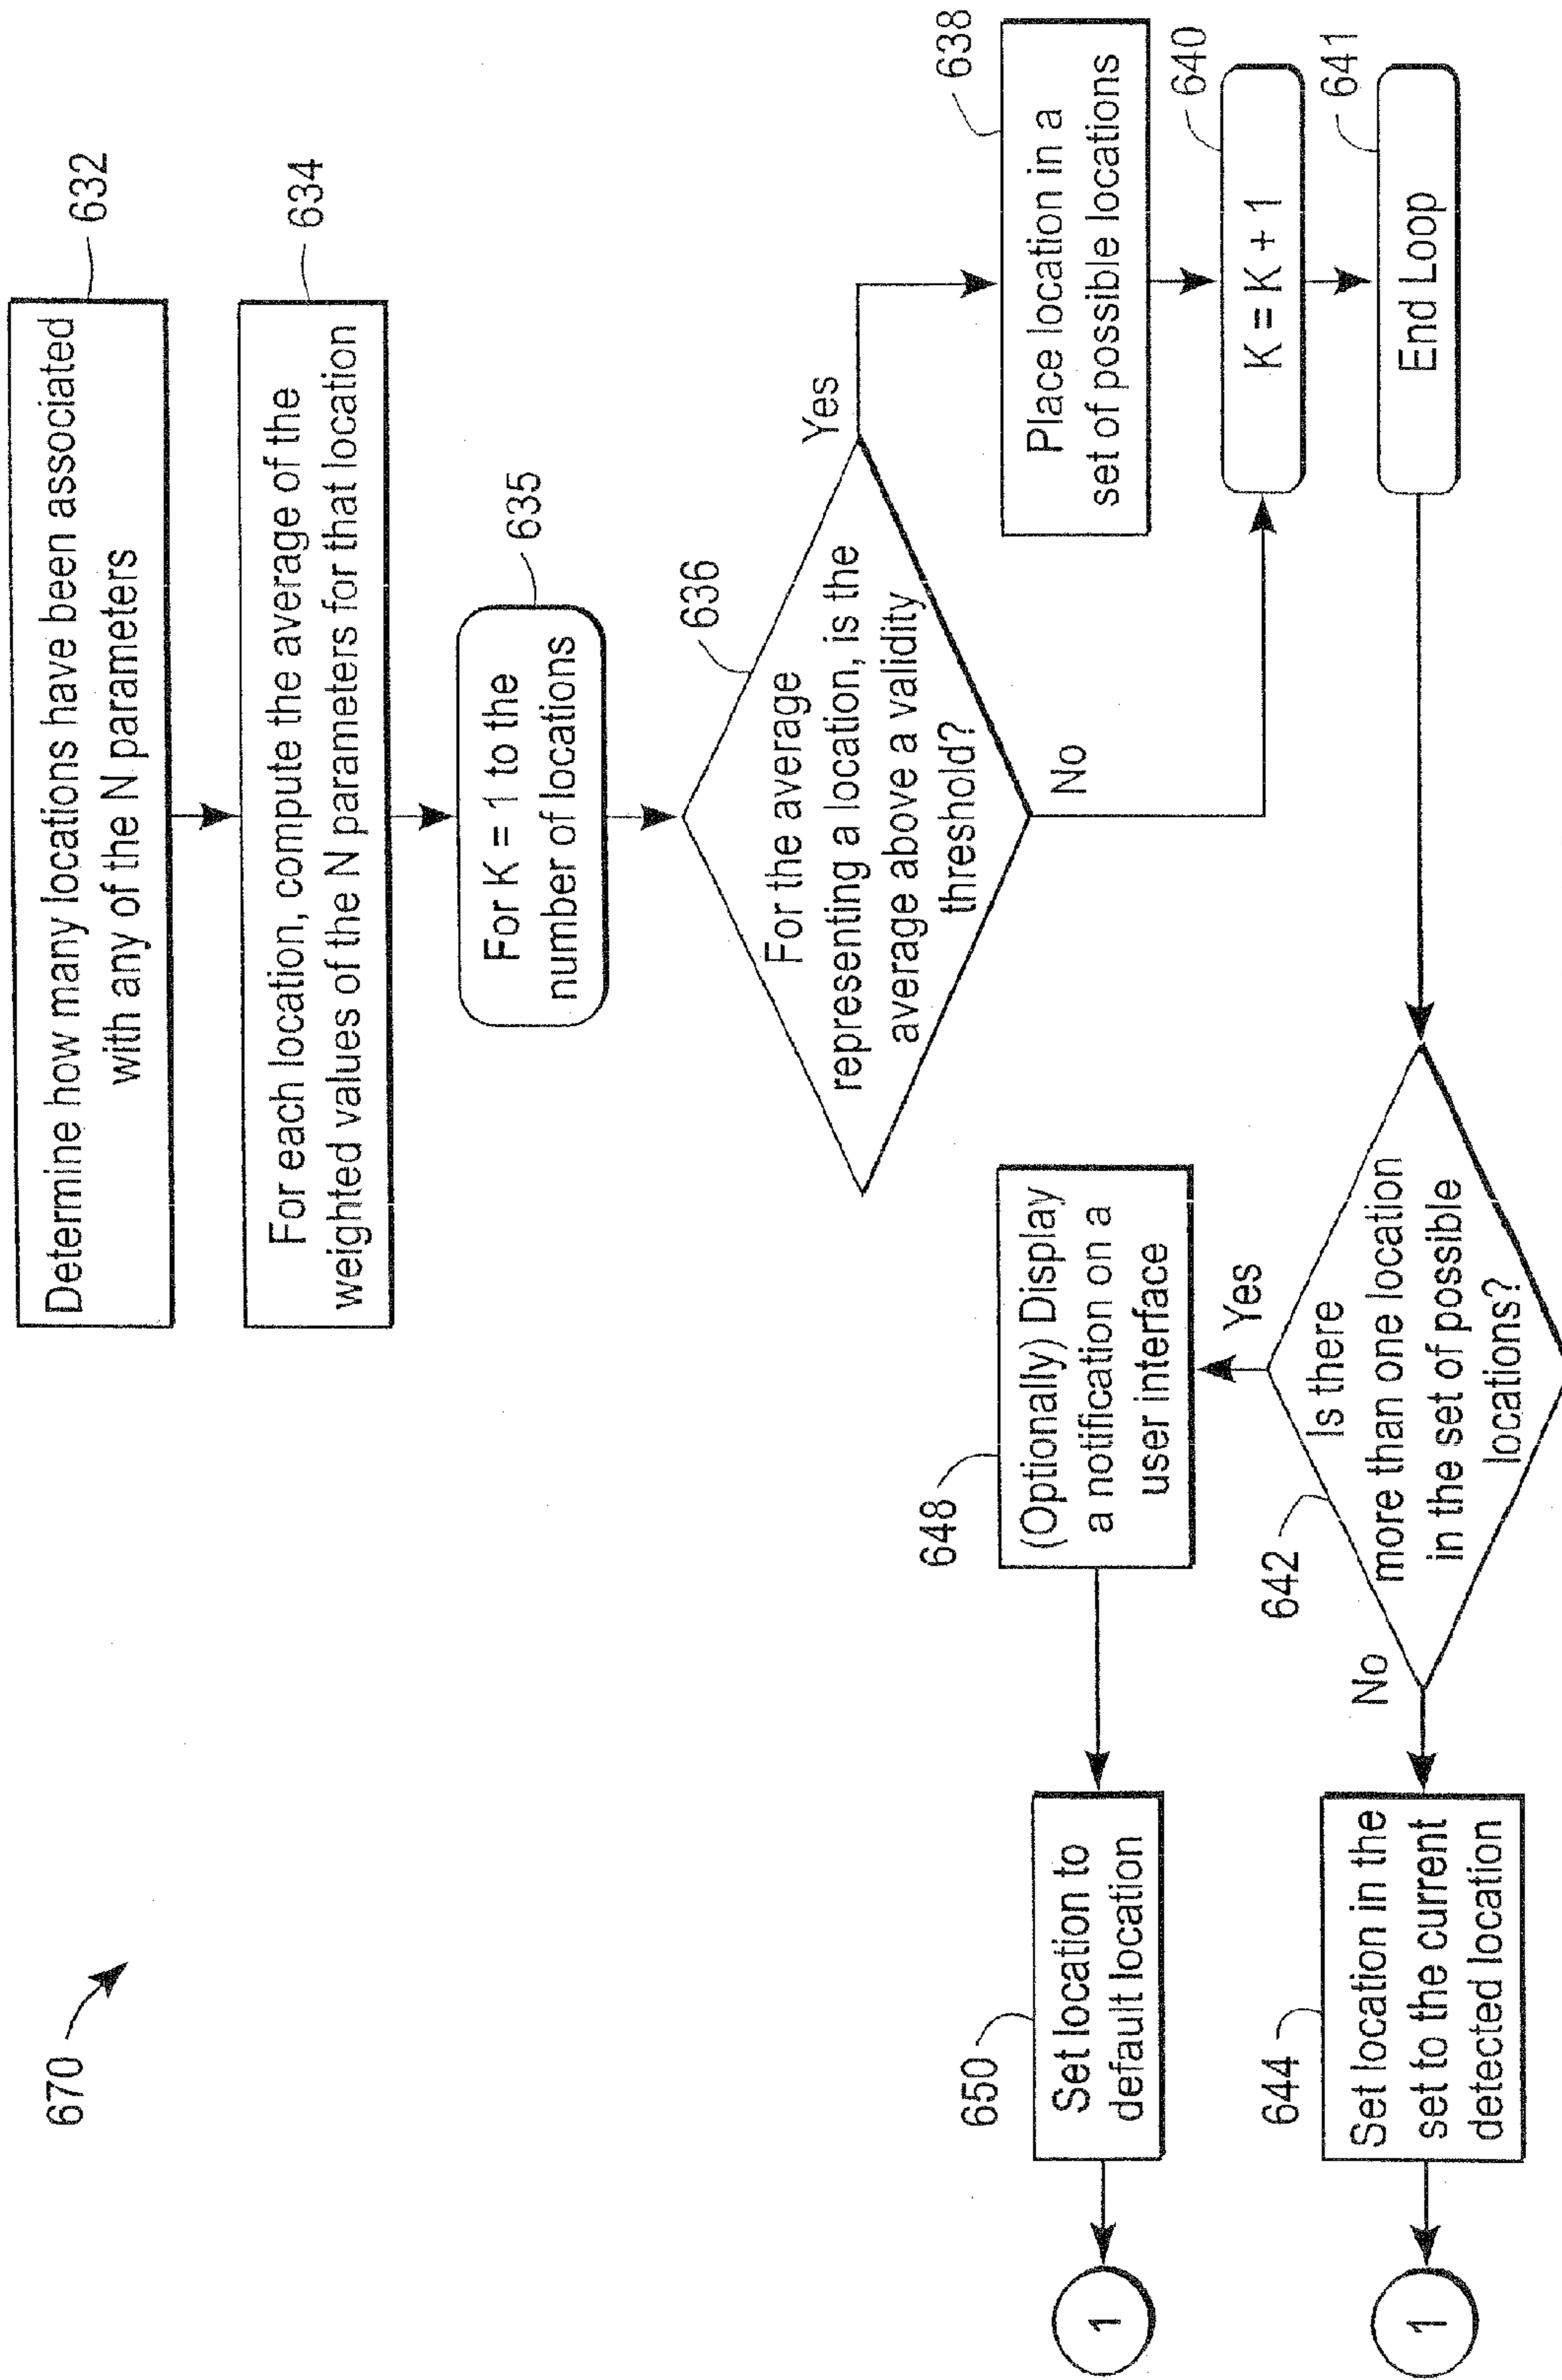 670
Determine how many locations have been associated
with any of the N parameters
632
For each location, compute the average of the
weighted values of the N parameters for that location
634
For K = 1 to the
number of locations
635
For the average
representing a location, is the
average above a validity
threshold?
636
Yes
No
Place location in a
set of possible locations
638
K = K + 1
640
End Loop
641
Is there
more than one location
in the set of possible
locations?
642
Yes
No
(Optionally) Display
a notification on a
user interface
648
Set location to
default location
650
1
Set location in the
set to the current
detected location
644
1